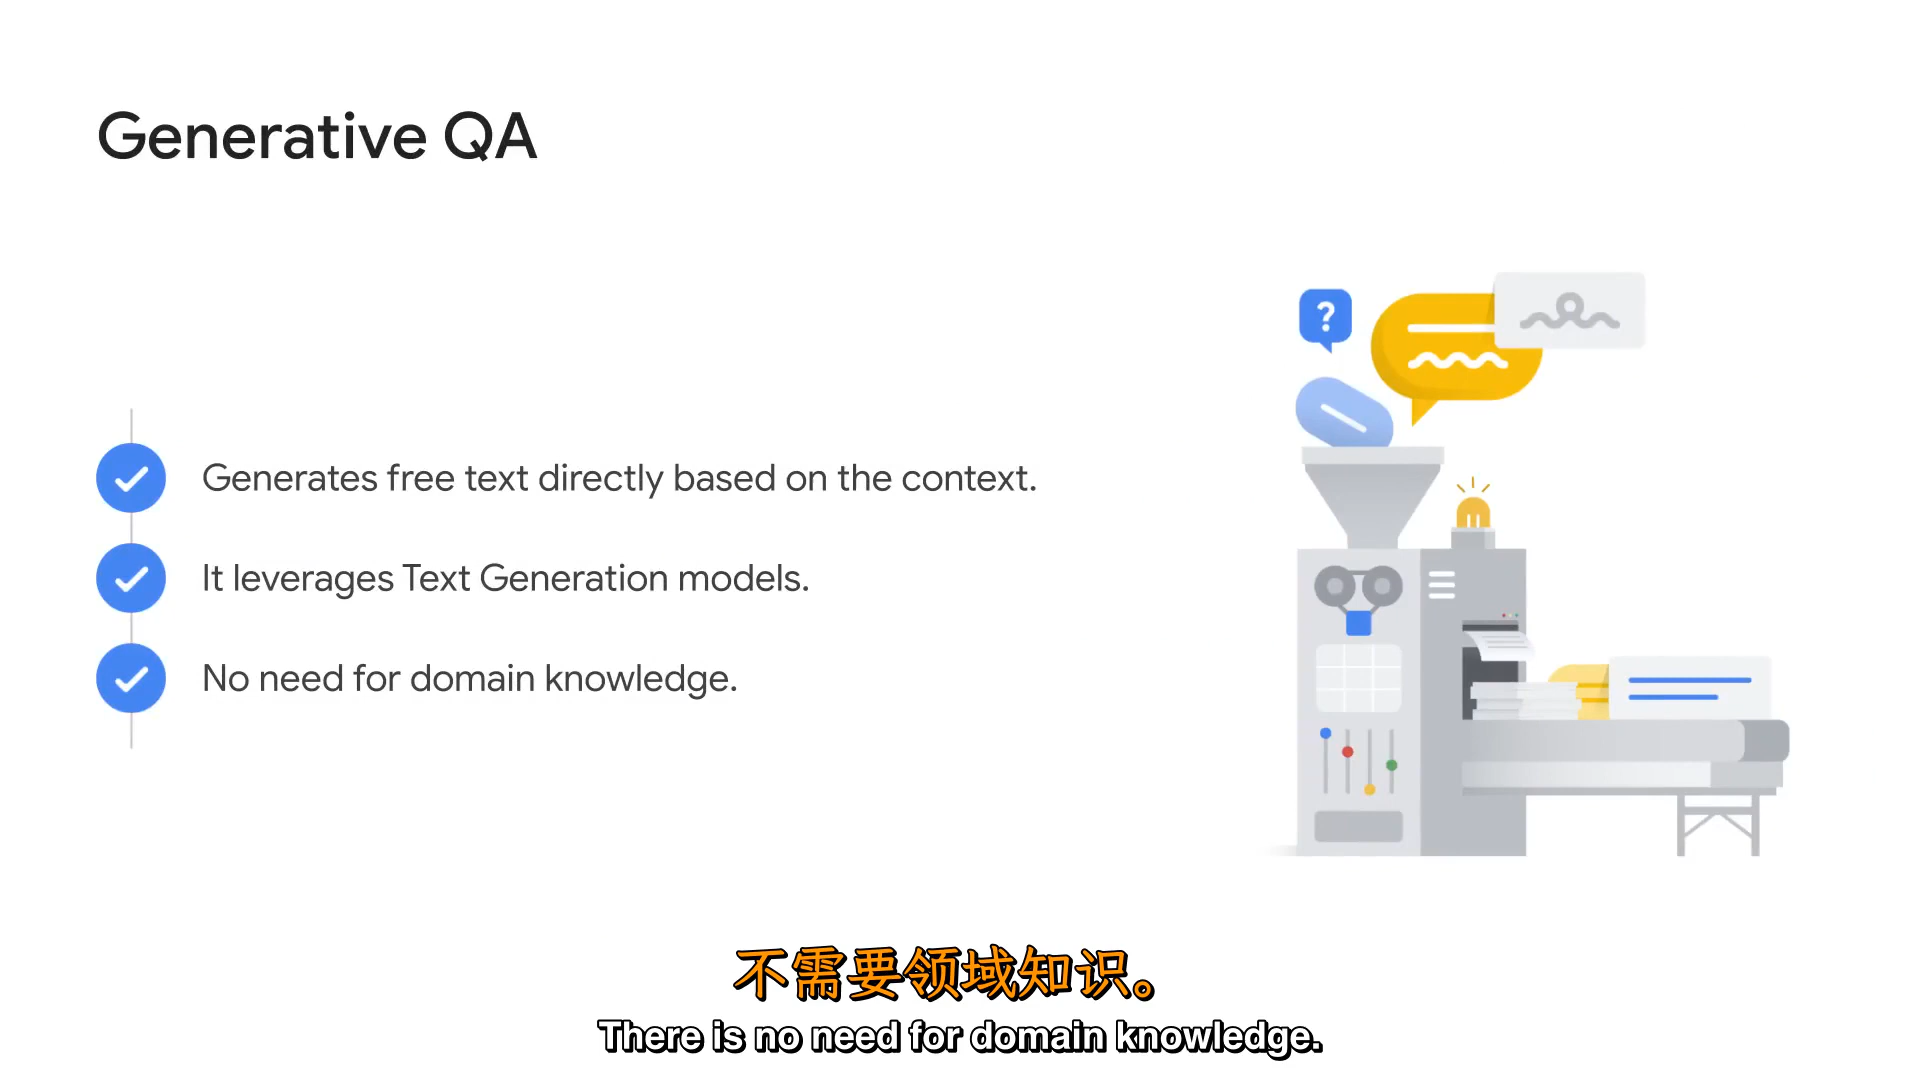 Generative QA
?
Generates free text directly based on the context.
It leverages Text Generation models.
No need for domain knowledge.
不需要领域知识。
There is no need for domain knowledge.